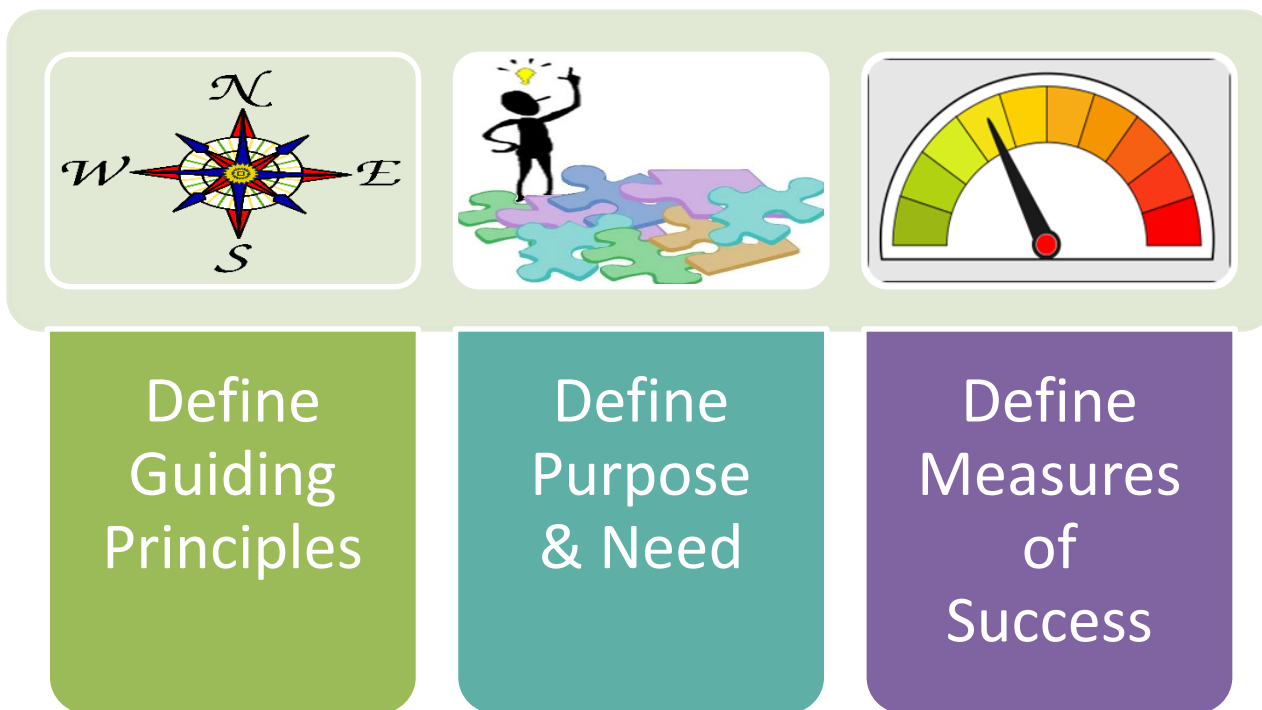 N
W E
S
Define
Guiding
Principles
Define
Purpose
& Need
Define
Measures
of
Success